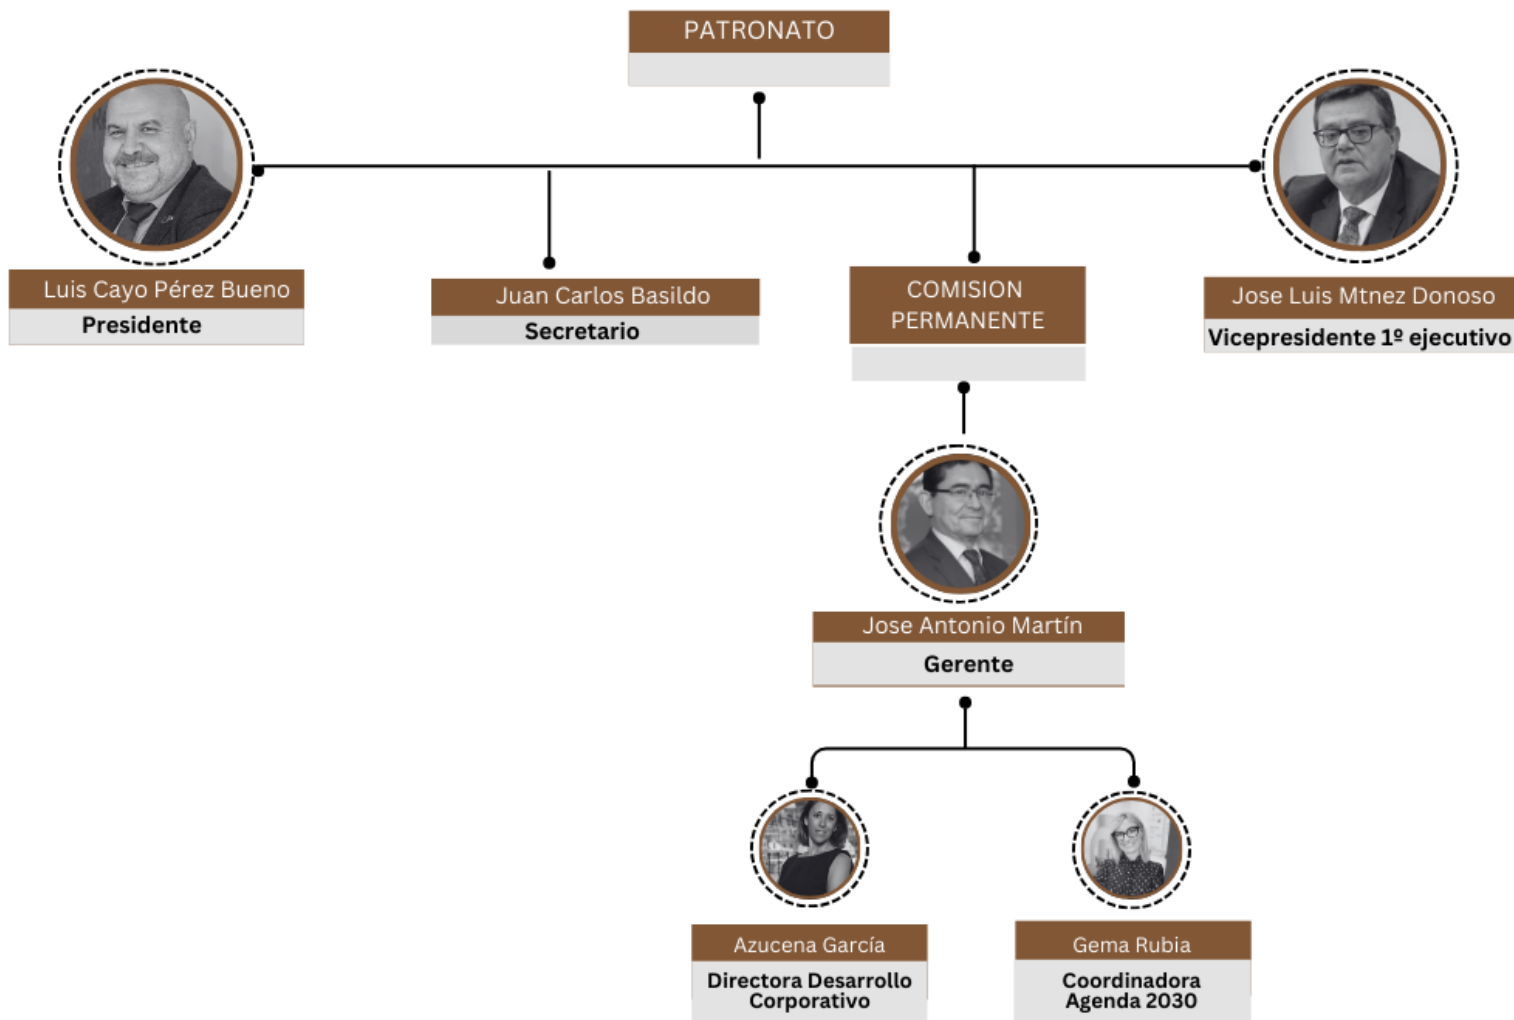 PATRONATO
Luis Cayo Pérez Bueno
Presidente
Juan Carlos Basildo
Secretario
COMISION
PERMANENTE
Jose Luis Mtnez Donoso
Vicepresidente 1º ejecutivo
Jose Antonio Martín
Gerente
Azucena García
Directora Desarrollo
Corporativo
Gema Rubia
Coordinadora
Agenda 2030